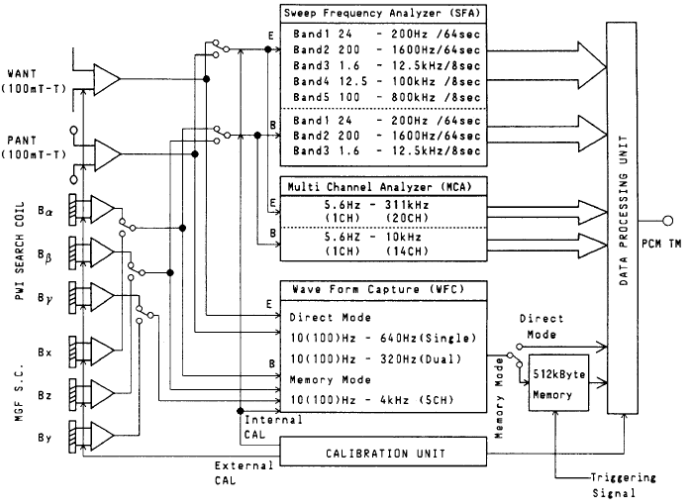 Sweep Frequency Analyzer (SFA)
E
Band1 24 - 200Hz /64sec
Band2 200 - 1600Hz/64sec
Band3 1.6 - 12.5kHz/8sec
Band4 12.5 - 100kHz /8sec
Band5 100 - 800kHz /8sec
B
Band1 24 - 200Hz/64sec
Band2 200 - 1600Hz/64sec
Band3 1.6 - 12.5kHz/8sec
WANT
(100mT-T)
PANT
(100mT-T)
PWI SEARCH COIL
Bα
Bβ
Bγ
MGF S.C.
Bx
Bz
By
Multi Channel Analyzer (MCA)
E
5.6Hz - 311kHz
(1CH) (20CH)
B
5.6HZ - 10kHz
(1CH) (14CH)
Wave Form Capture (WFC)
E
Direct Mode
10(100)Hz - 640Hz(Single)
10(100)Hz - 320Hz(Dual)
B
Memory Mode
10(100)Hz - 4kHz (5CH)
Internal
CAL
External
CAL
CALIBRATION UNIT
Direct
Mode
Memory Mode
512kByte
Memory
Triggering
Signal
DATA PROCESSING UNIT
PCM TM